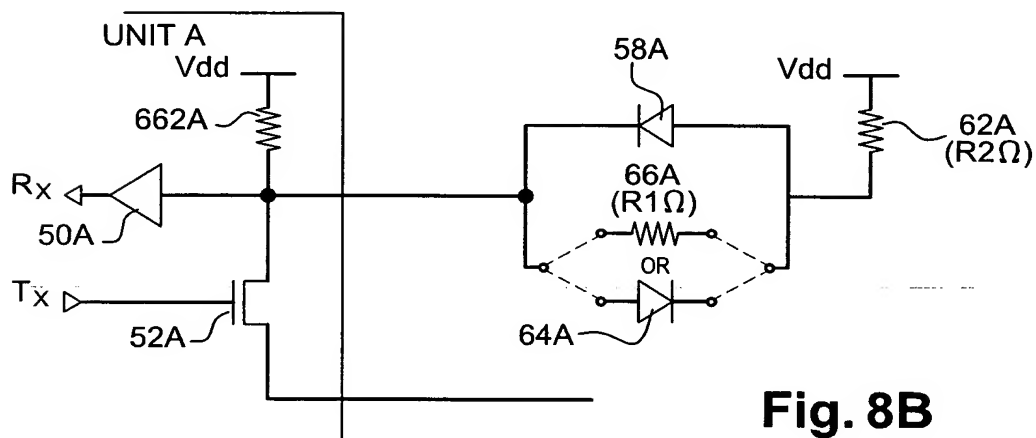 UNIT A
Vdd
662A
58A
Vdd
62A
(R2Ω)
RX
50A
66A
(R1Ω)
OR
TX
52A
64A
Fig. 8B